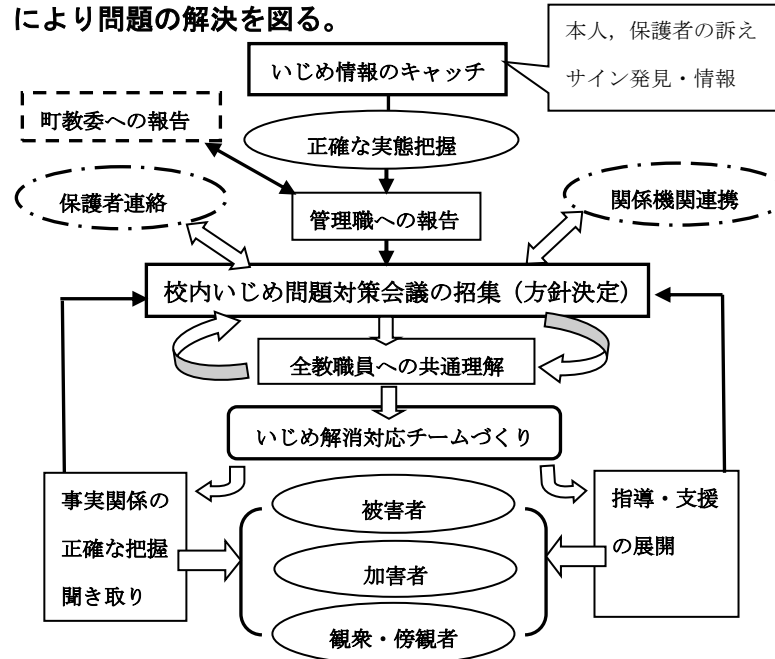 により問題の解決を図る。
本人，保護者の訴え
サイン発見・情報
いじめ情報のキャッチ
町教委への報告
正確な実態把握
保護者連絡
管理職への報告
関係機関連携
校内いじめ問題対策会議の招集（方針決定）
全教職員への共通理解
いじめ解消対応チームづくり
事実関係の
正確な把握
聞き取り
被害者
加害者
観衆・傍観者
指導・支援
の展開